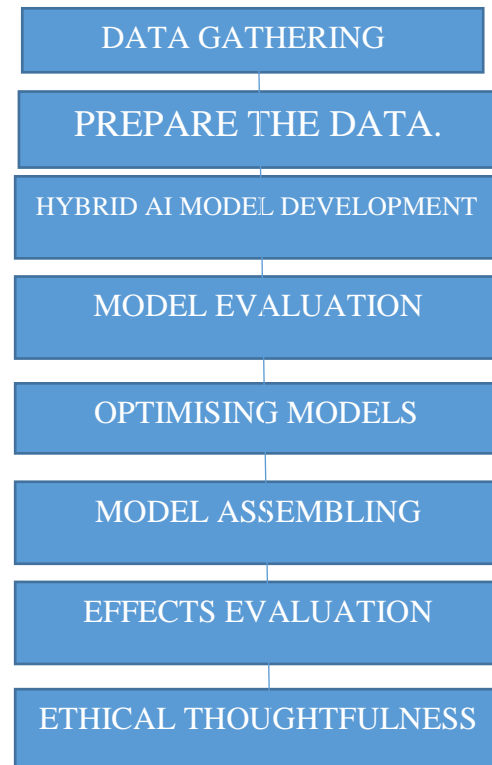 DATA GATHERING
PREPARE THE DATA.
HYBRID AI MODEL DEVELOPMENT
MODEL EVALUATION
OPTIMISING MODELS
MODEL ASSEMBLING
EFFECTS EVALUATION
ETHICAL THOUGHTFULNESS